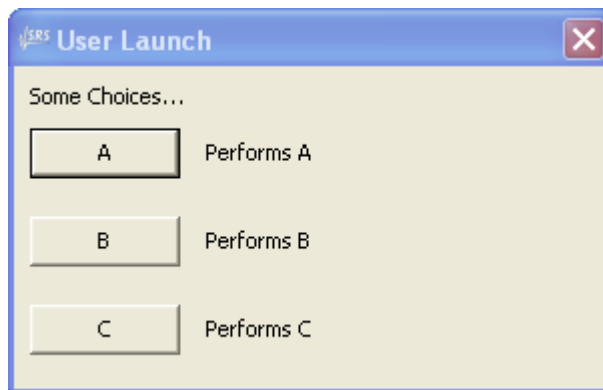 SRS User Launch
Some Choices...
A Performs A
B Performs B
C Performs C